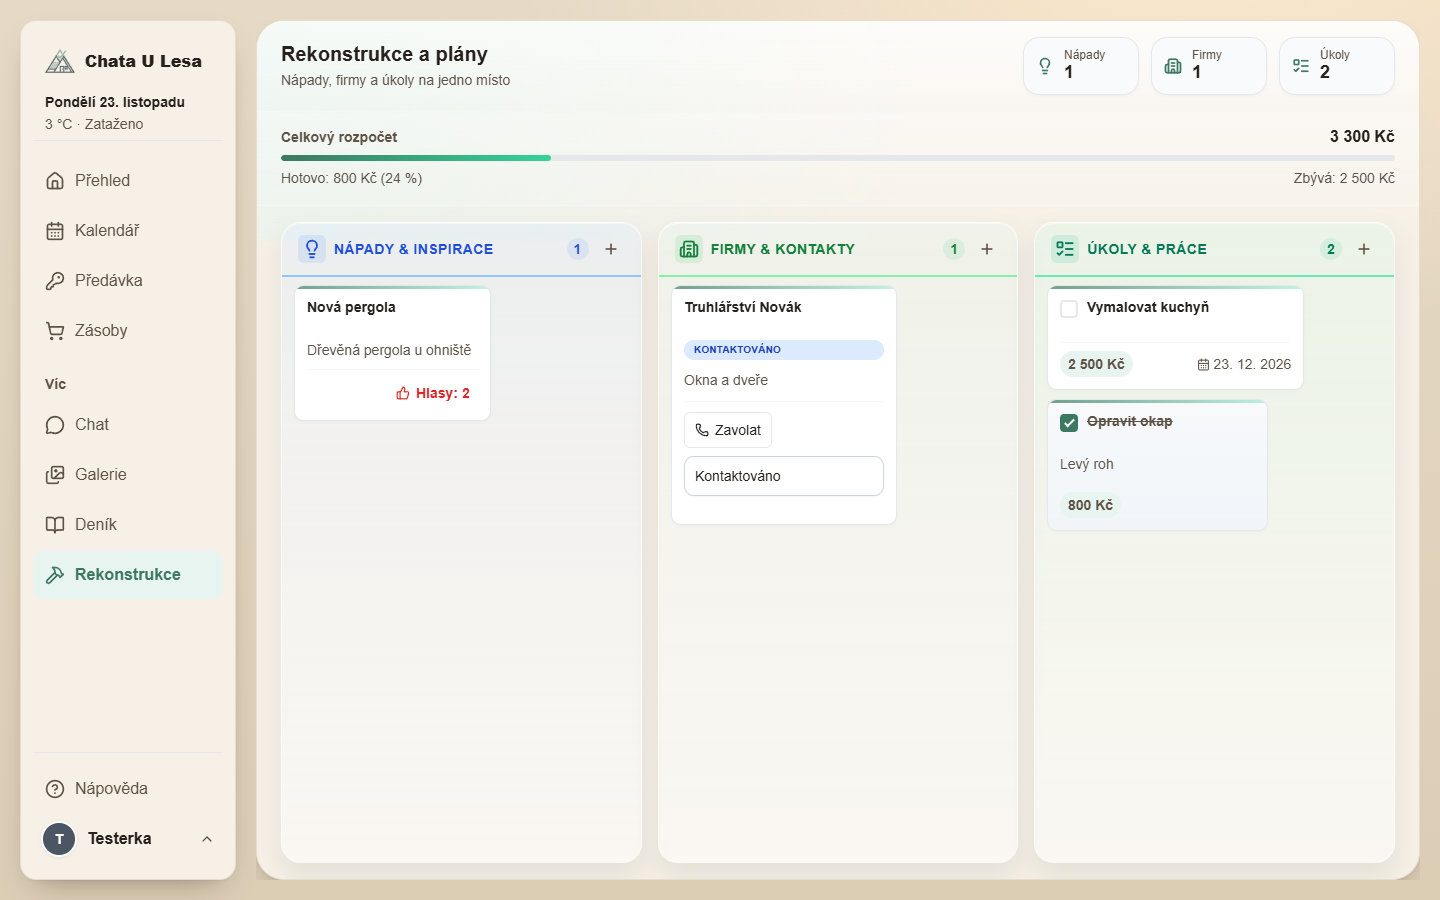 Chata U Lesa
Pondělí 23. listopadu
3 °C · Zataženo
Přehled
Kalendář
Předávka
Zásoby
Víc
Chat
Galerie
Deník
Rekonstrukce
Nápověda
T
Testerka
Rekonstrukce a plány
Nápady, firmy a úkoly na jedno místo
Nápady
1
Firmy
1
Úkoly
2
Celkový rozpočet
3 300 Kč
Hotovo: 800 Kč (24 %)
Zbývá: 2 500 Kč
NÁPADY & INSPIRACE
1
Nová pergola
Dřevěná pergola u ohniště
Hlasy: 2
FIRMY & KONTAKTY
1
Truhlářství Novák
KONTAKTOVÁNO
Okna a dveře
Zavolat
Kontaktováno
ÚKOLY & PRÁCE
2
Vymalovat kuchyň
2 500 Kč
23. 12. 2026
Opravit okap
Levý roh
800 Kč